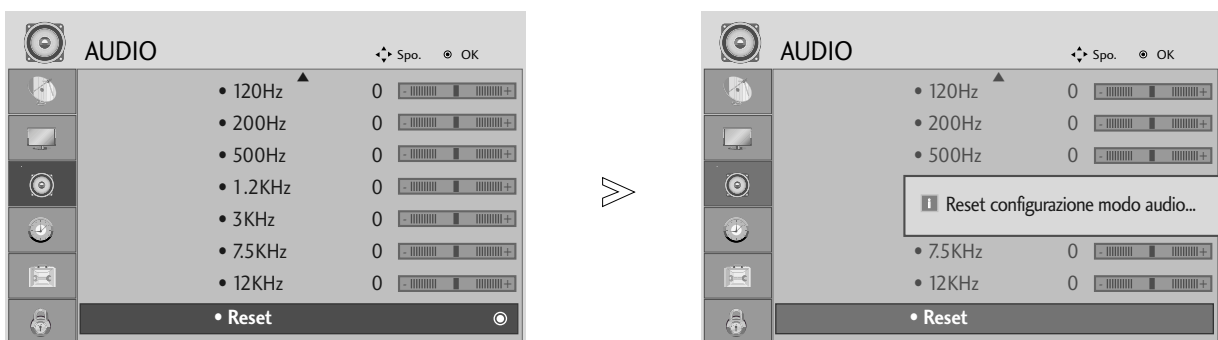 AUDIO Spo. OK
• 120Hz 0 - +
• 200Hz 0 - +
• 500Hz 0 - +
• 1.2KHz 0 - +
• 3KHz 0 - +
• 7.5KHz 0 - +
• 12KHz 0 - +
• Reset
AUDIO Spo. OK
• 120Hz 0 - +
• 200Hz 0 - +
• 500Hz 0 - +
i Reset configurazione modo audio...
• 7.5KHz 0 - +
• 12KHz 0 - +
• Reset